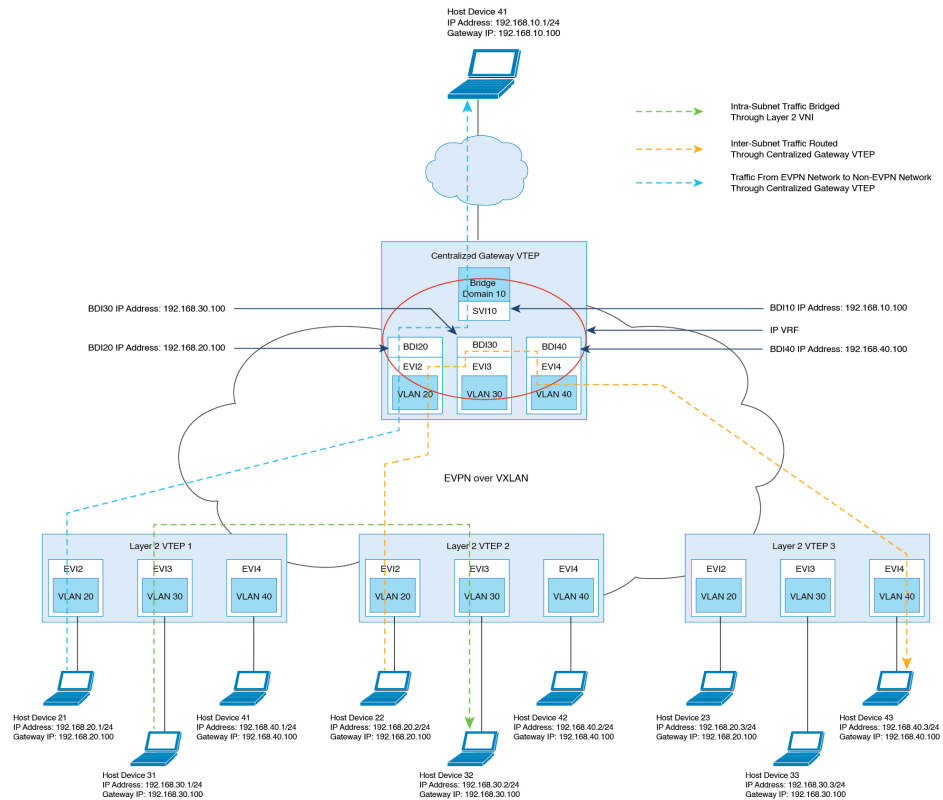 Host Device 41
IP Address: 192.168.10.1/24
Gateway IP: 192.168.10.100
Intra-Subnet Traffic Bridged
Through Layer 2 VNI
Inter-Subnet Traffic Routed
Through Centralized Gateway VTEP
Traffic From EVPN Network to Non-EVPN Network
Through Centralized Gateway VTEP
Centralized Gateway VTEP
Bridge
Domain 10
SVI10
BDI30 IP Address: 192.168.30.100
BDI10 IP Address: 192.168.10.100
IP VRF
BDI20 IP Address: 192.168.20.100
BDI40 IP Address: 192.168.40.100
BDI20
EVI2
VLAN 20
BDI30
EVI3
VLAN 30
BDI40
EVI4
VLAN 40
EVPN over VXLAN
Layer 2 VTEP 1
EVI2
VLAN 20
EVI3
VLAN 30
EVI4
VLAN 40
Layer 2 VTEP 2
EVI2
VLAN 20
EVI3
VLAN 30
EVI4
VLAN 40
Layer 2 VTEP 3
EVI2
VLAN 20
EVI3
VLAN 30
EVI4
VLAN 40
Host Device 21
IP Address: 192.168.20.1/24
Gateway IP: 192.168.20.100
Host Device 41
IP Address: 192.168.40.1/24
Gateway IP: 192.168.40.100
Host Device 22
IP Address: 192.168.20.2/24
Gateway IP: 192.168.20.100
Host Device 42
IP Address: 192.168.40.2/24
Gateway IP: 192.168.40.100
Host Device 23
IP Address: 192.168.20.3/24
Gateway IP: 192.168.20.100
Host Device 43
IP Address: 192.168.40.3/24
Gateway IP: 192.168.40.100
Host Device 31
IP Address: 192.168.30.1/24
Gateway IP: 192.168.30.100
Host Device 32
IP Address: 192.168.30.2/24
Gateway IP: 192.168.30.100
Host Device 33
IP Address: 192.168.30.3/24
Gateway IP: 192.168.30.100